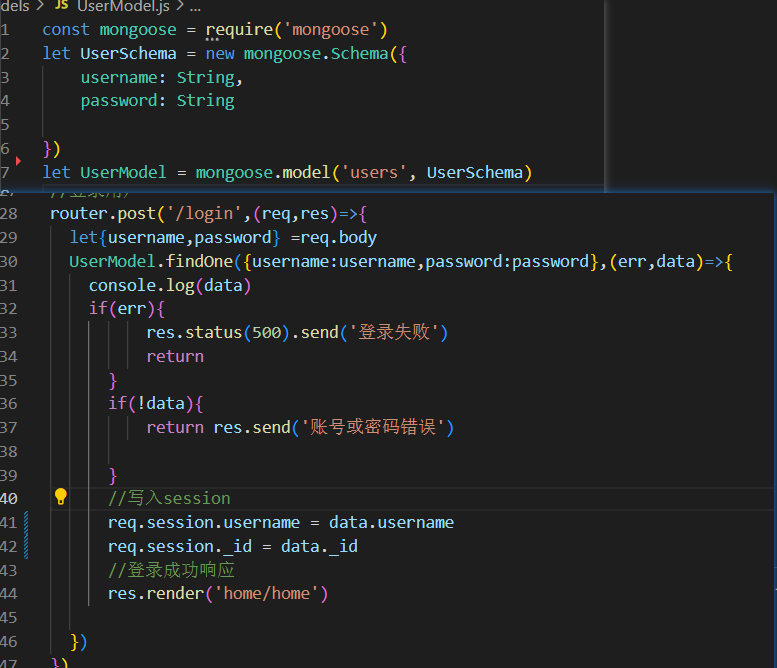 dels > JS UserModel.js > ...
1 const mongoose = require('mongoose')
2 let UserSchema = new mongoose.Schema({
3 username: String,
4 password: String
5
6 })
7 let UserModel = mongoose.model('users', UserSchema)
28 router.post('/login',(req,res)=>{
29 let{username,password} =req.body
30 UserModel.findOne({username:username,password:password},(err,data)=>{
31 console.log(data)
32 if(err){
33 res.status(500).send('登录失败')
34 return
35 }
36 if(!data){
37 return res.send('账号或密码错误')
38
39 }
40 //写入session
41 req.session.username = data.username
42 req.session._id = data._id
43 //登录成功响应
44 res.render('home/home')
45
46 })
47 })